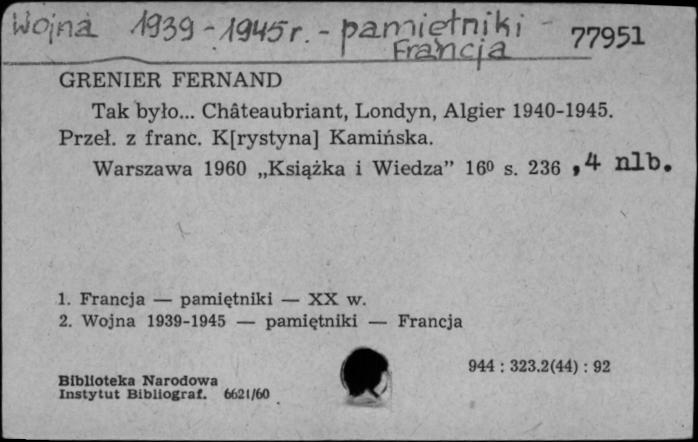 Wojna 1939-1945 r. - pamiętniki -
Francja
77951
GRENIER FERNAND
Tak było... Châteaubriant, Londyn, Algier 1940-1945.
Przeł. z franc. K[rystyna] Kamińska.
Warszawa 1960 „Książka i Wiedza” 16⁰ s. 236 , 4 nlb.
1. Francja — pamiętniki — XX w.
2. Wojna 1939-1945 — pamiętniki — Francja
944 : 323.2(44) : 92
Biblioteka Narodowa
Instytut Bibliograf. 6621/60